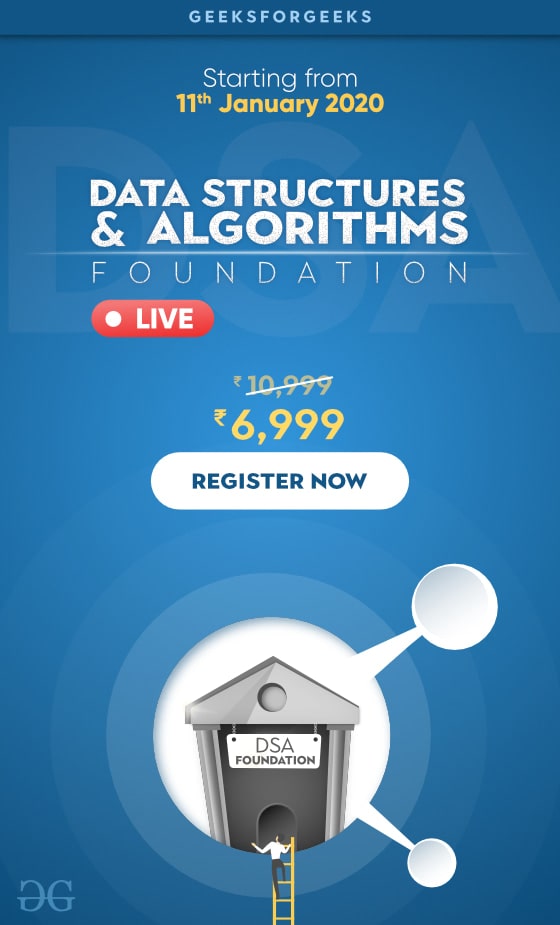 GEEKSFORGEEKS
Starting from
11th January 2020
DSA
DATA STRUCTURES
& ALGORITHMS
FOUNDATION
LIVE
₹ 10,999
₹6,999
REGISTER NOW
DSA
FOUNDATION
GG